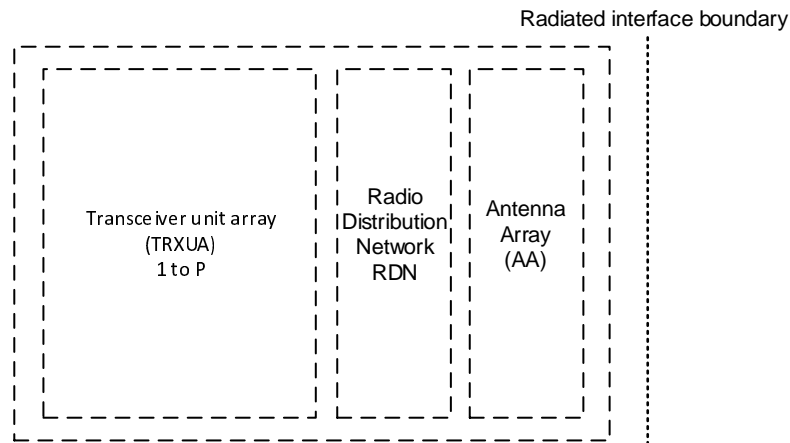 Radiated interface boundary
Transceiver unit array
(TRXUA)
1 to P
Radio
Distribution
Network
RDN
Antenna
Array
(AA)